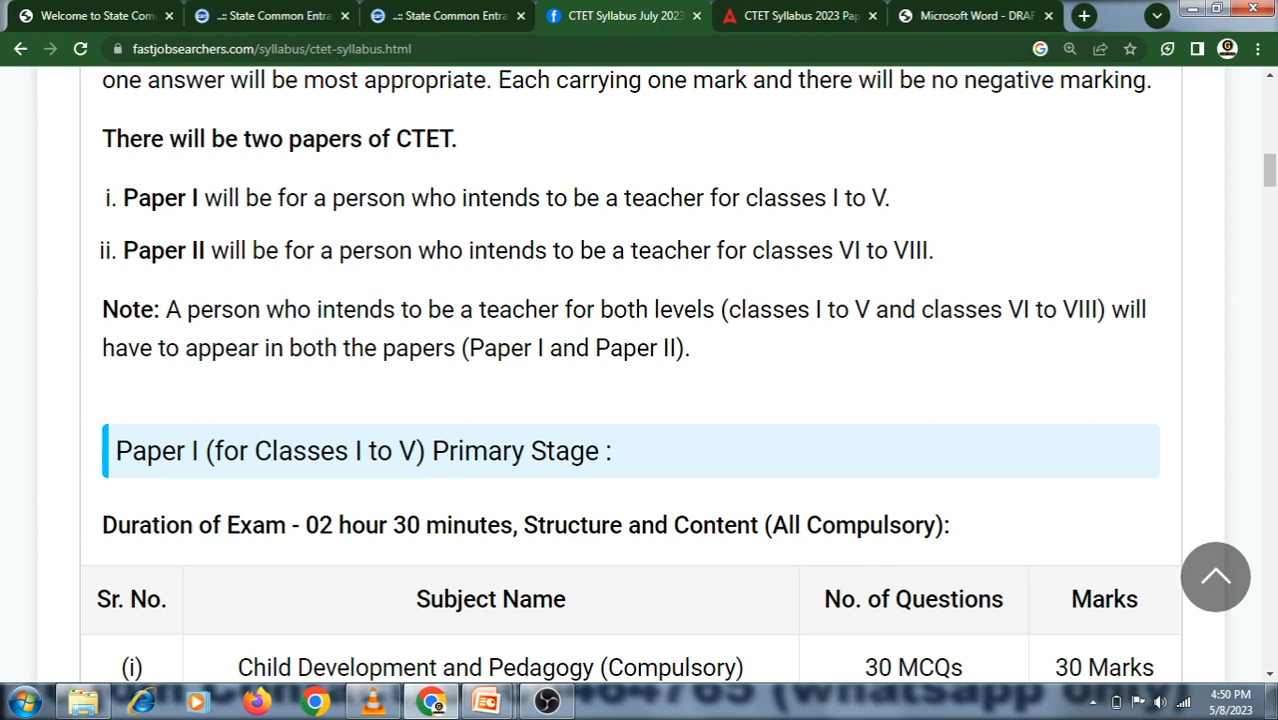 Welcome to State Com
..:: State Common Entra
..:: State Common Entra
CTET Syllabus July 2023
CTET Syllabus 2023 Pap
Microsoft Word - DRAF
fastjobsearchers.com/syllabus/ctet-syllabus.html
one answer will be most appropriate. Each carrying one mark and there will be no negative marking.
There will be two papers of CTET.
i. Paper I will be for a person who intends to be a teacher for classes I to V.
ii. Paper II will be for a person who intends to be a teacher for classes VI to VIII.
Note: A person who intends to be a teacher for both levels (classes I to V and classes VI to VIII) will
have to appear in both the papers (Paper I and Paper II).
Paper I (for Classes I to V) Primary Stage :
Duration of Exam - 02 hour 30 minutes, Structure and Content (All Compulsory):
Sr. No. Subject Name No. of Questions Marks
(i) Child Development and Pedagogy (Compulsory) 30 MCQs 30 Marks
4:50 PM
5/8/2023